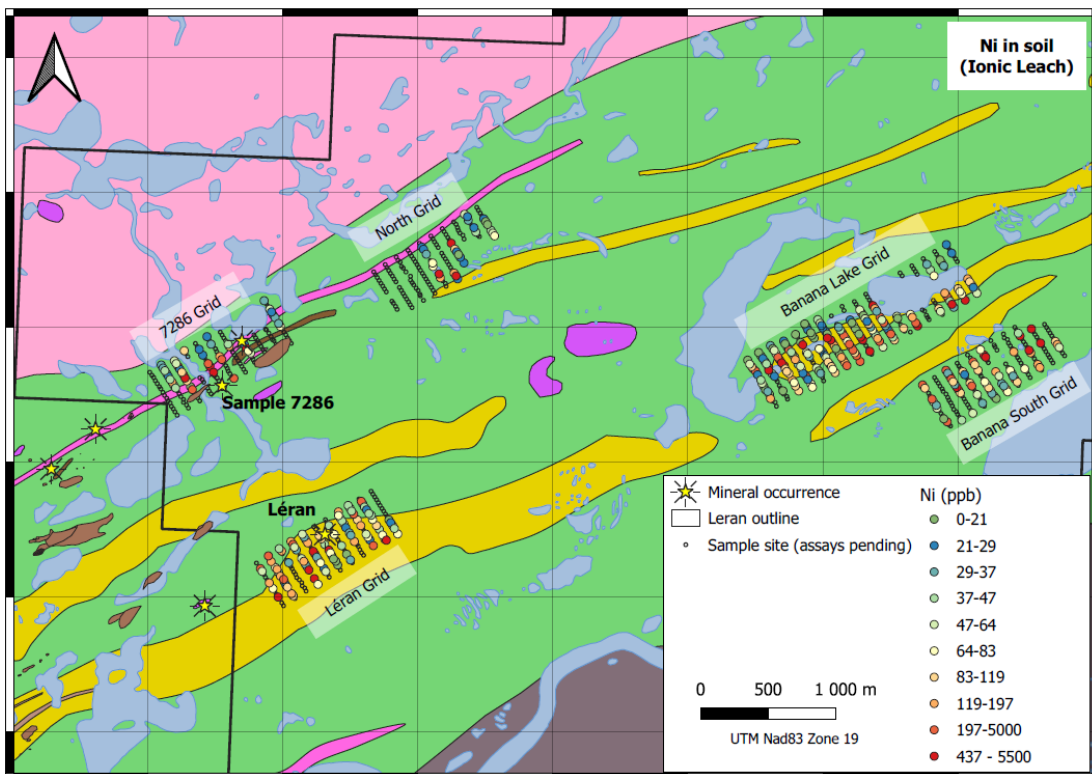 Ni in soil
(Ionic Leach)
North Grid
7286 Grid
Banana Lake Grid
Sample 7286
Banana South Grid
Léran
Léran Grid
Mineral occurrence
Leran outline
Sample site (assays pending)
Ni (ppb)
0-21
21-29
29-37
37-47
47-64
64-83
83-119
119-197
197-5000
437 - 5500
0 500 1 000 m
UTM Nad83 Zone 19